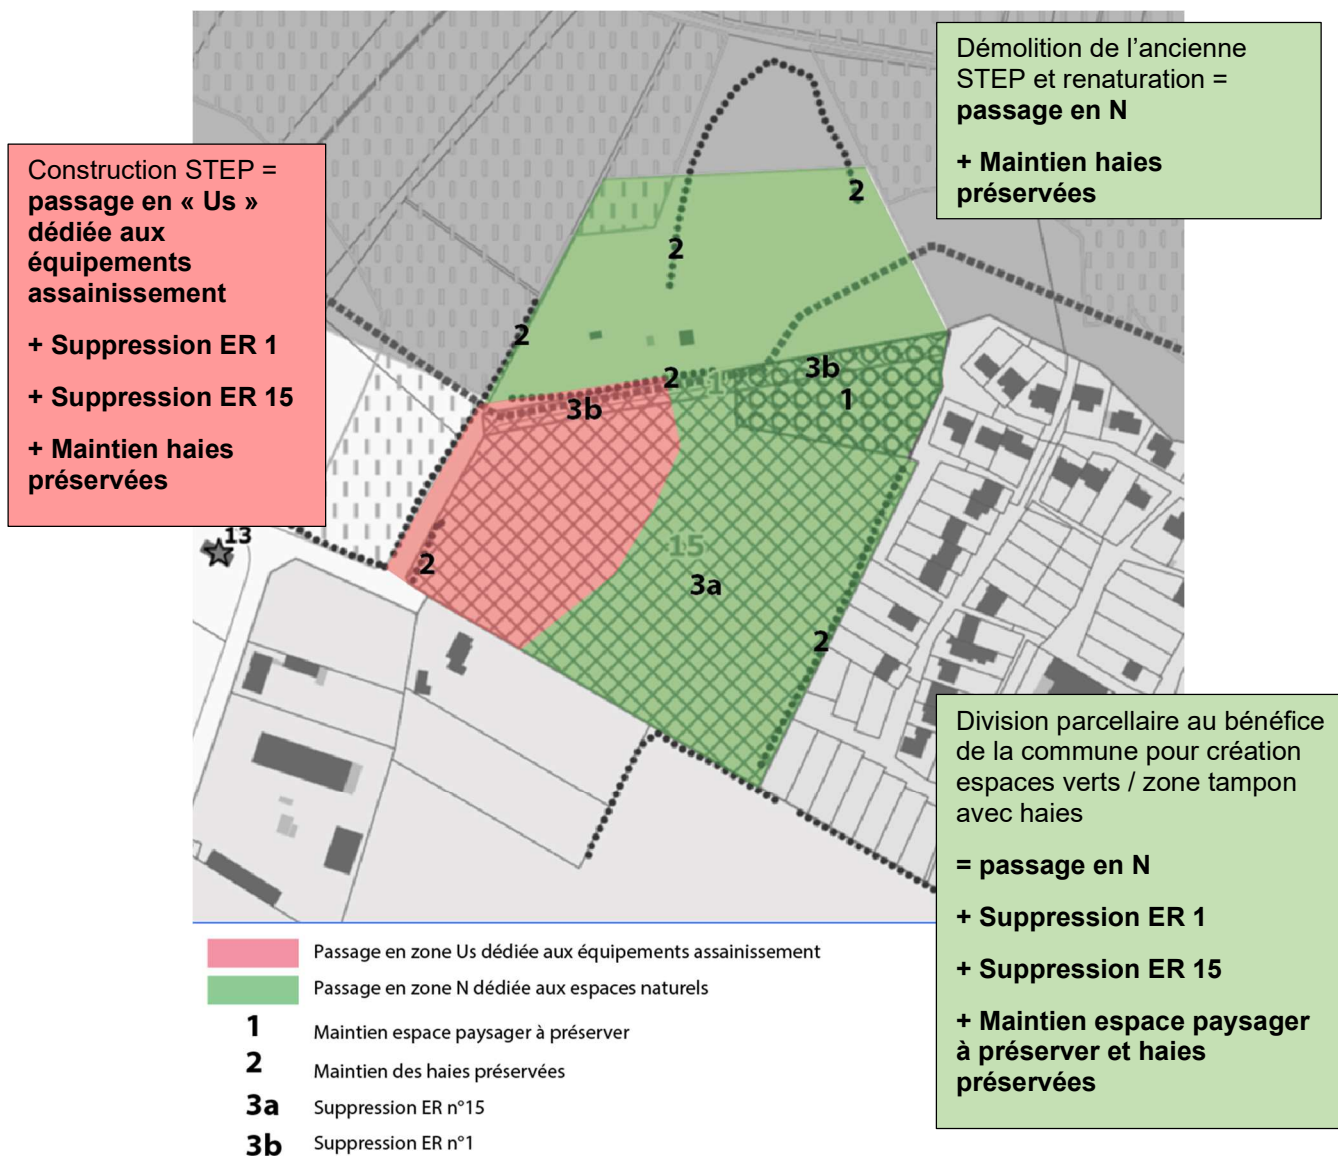 Démolition de l'ancienne
STEP et renaturation =
passage en N
+ Maintien haies
préservées
Construction STEP =
passage en « Us »
dédiée aux
équipements
assainissement
+ Suppression ER 1
+ Suppression ER 15
+ Maintien haies
préservées
2
2
2
2
1
3b
3b
1
13
15
2
3a
2
Division parcellaire au bénéfice
de la commune pour création
espaces verts / zone tampon
avec haies
= passage en N
+ Suppression ER 1
+ Suppression ER 15
+ Maintien espace paysager
à préserver et haies
préservées
Passage en zone Us dédiée aux équipements assainissement
Passage en zone N dédiée aux espaces naturels
1 Maintien espace paysager à préserver
2 Maintien des haies préservées
3a Suppression ER n°15
3b Suppression ER n°1